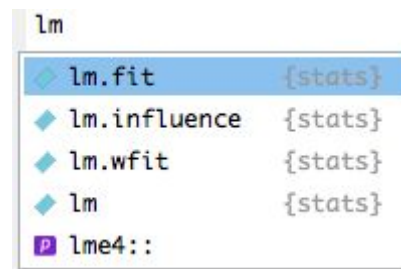 lm
lm.fit {stats}
lm.influence {stats}
lm.wfit {stats}
lm {stats}
P lme4::